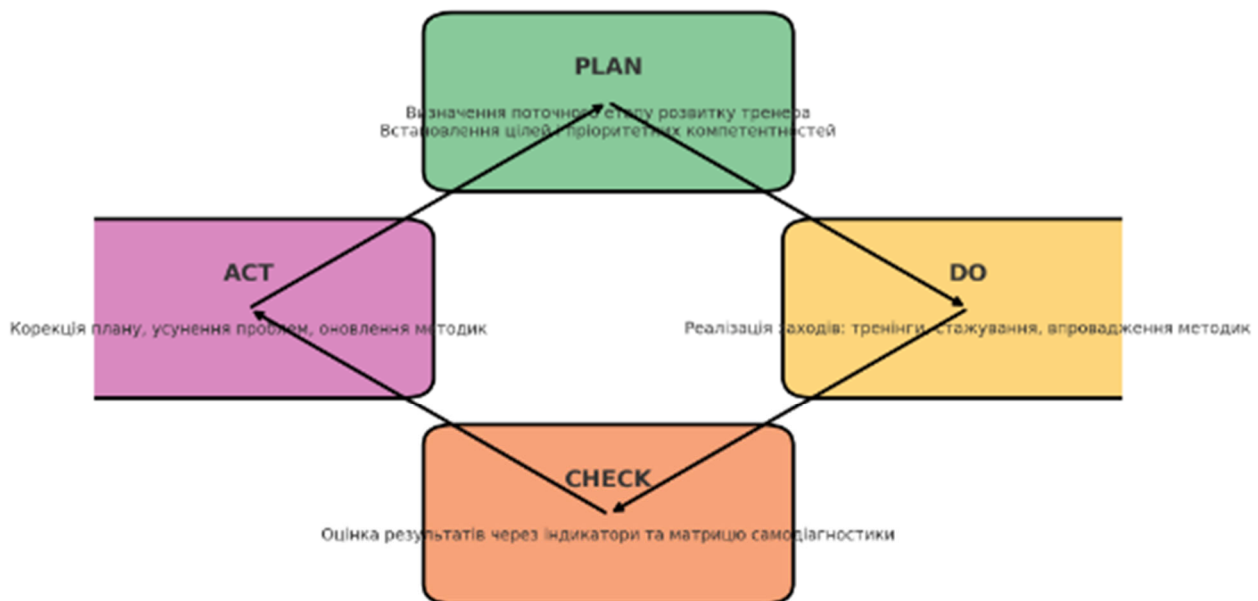 PLAN
Визначення поточного етапу розвитку тренера
Встановлення цілей і пріоритетних компетентностей
ACT
Корекція плану, усунення проблем, оновлення методик
DO
Реалізація заходів: тренінги, стажування, впровадження методик
CHECK
Оцінка результатів через індикатори та матрицю самодіагностики